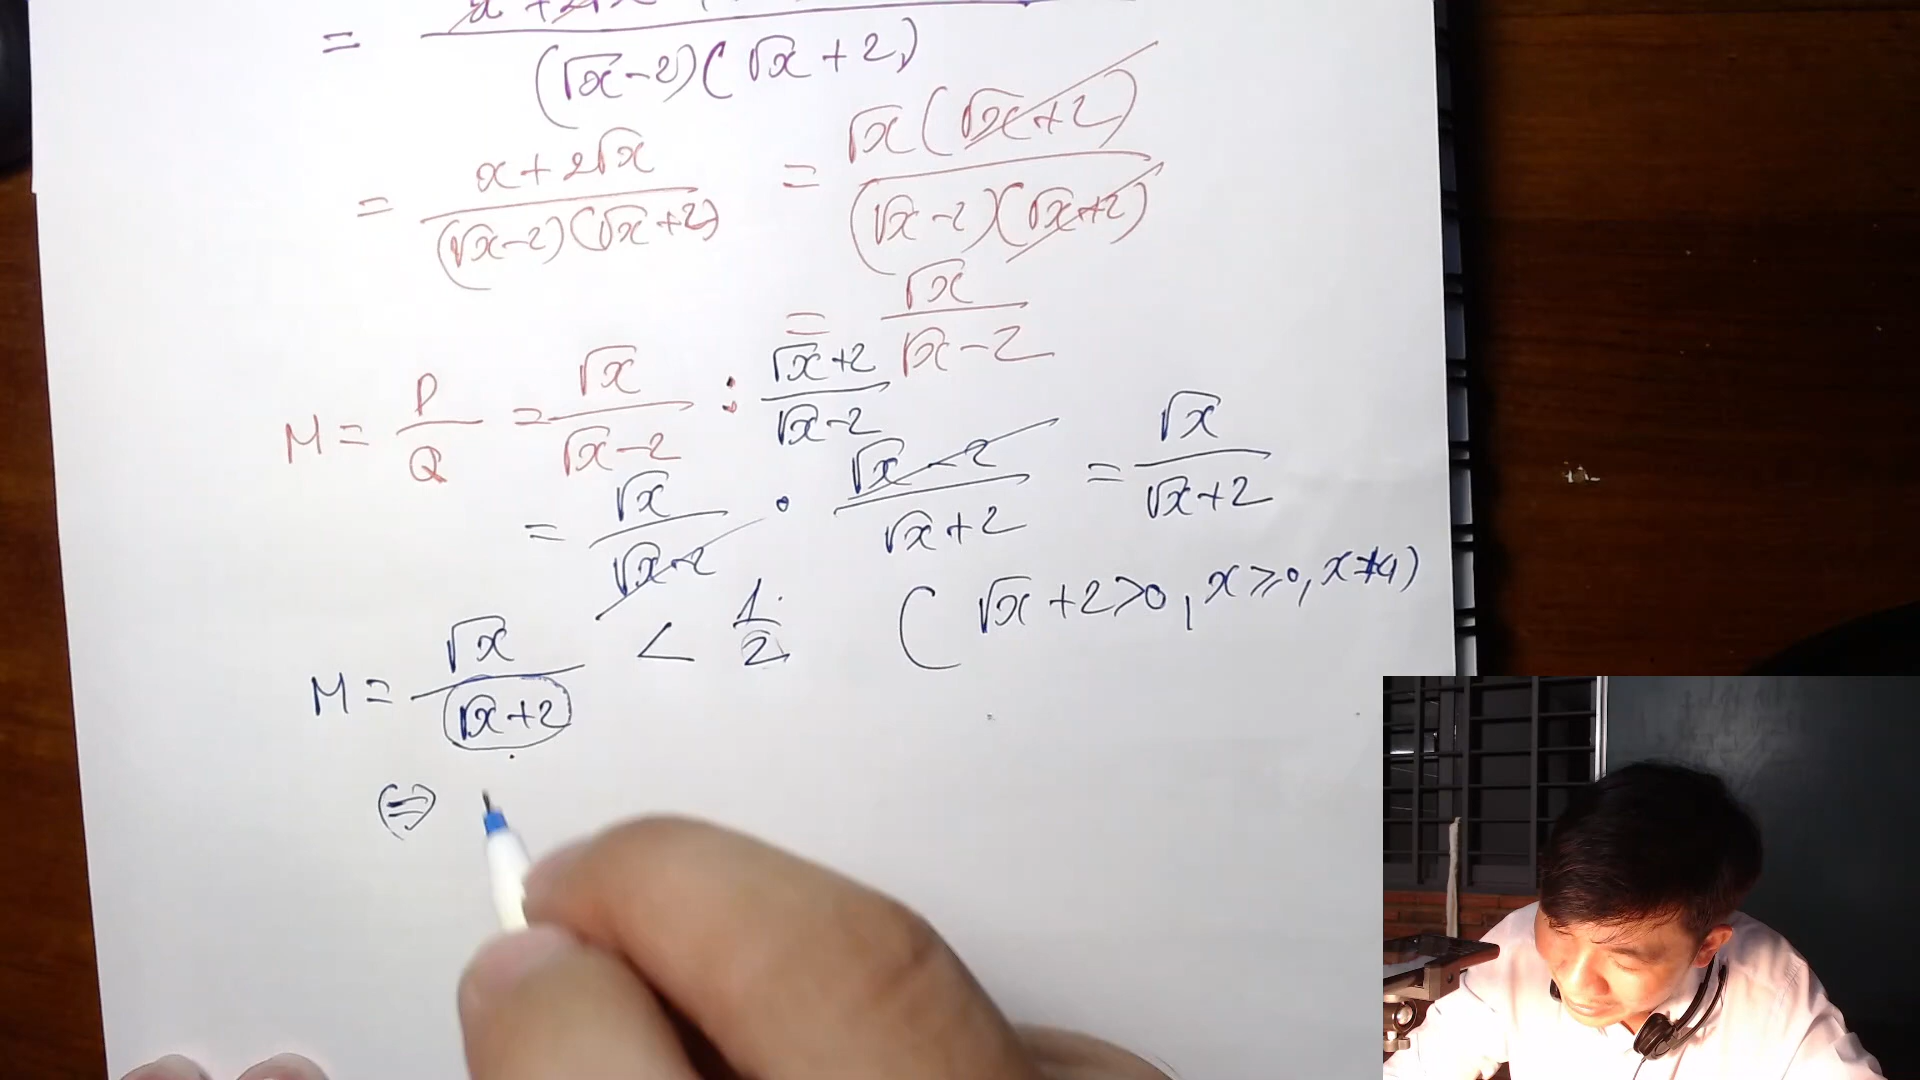 = (√x-2)(√x+2)
= x+2√x / (√x-2)(√x+2) = √x(√x+2) / (√x-2)(√x+2)
= √x / √x-2
M = P/Q = √x / √x-2 : √x+2 / √x-2
= √x / √x-2 · √x-2 / √x+2 = √x / √x+2
M = √x / √x+2 < 1/2 ( √x+2>0, x≥0, x≠4)
⇔